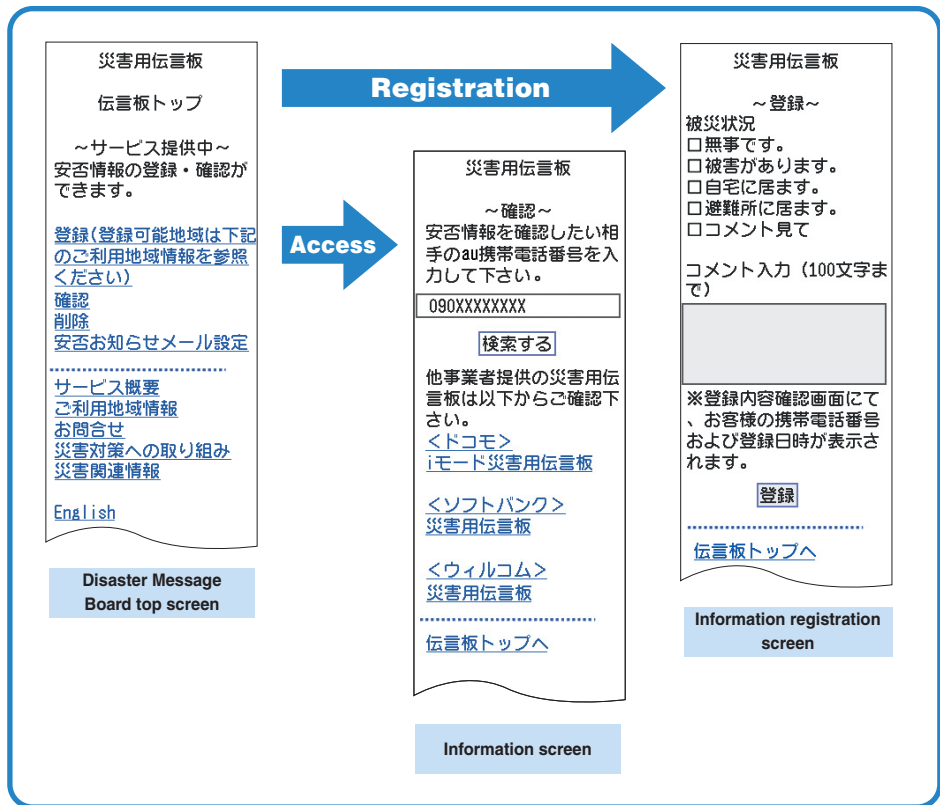 災害用伝言板
伝言板トップ
～サービス提供中～
安否情報の登録・確認が
できます。
登録(登録可能地域は下記
のご利用地域情報を参照
ください)
確認
削除
安否お知らせメール設定
サービス概要
ご利用地域情報
お問合せ
災害対策への取り組み
災害関連情報
English
Disaster Message
Board top screen
Registration
Access
災害用伝言板
～確認～
安否情報を確認したい相
手のau携帯電話番号を入
力して下さい。
090XXXXXXXX
検索する
他事業者提供の災害用伝
言板は以下からご確認下
さい。
<ドコモ>
iモード災害用伝言板
<ソフトバンク>
災害用伝言板
<ウィルコム>
災害用伝言板
伝言板トップへ
Information screen
災害用伝言板
～登録～
被災状況
□無事です。
□被害があります。
□自宅に居ます。
□避難所に居ます。
□コメント見て
コメント入力（100文字ま
で）
※登録内容確認画面にて
、お客様の携帯電話番号
および登録日時が表示さ
れます。
登録
伝言板トップへ
Information registration
screen